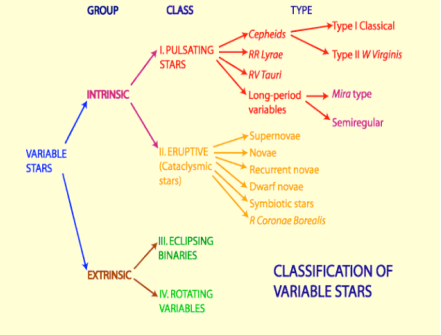 GROUP CLASS TYPE
Cepheids
Type I Classical
Type II W Virginis
I. PULSATING
STARS
RR Lyrae
RV Tauri
Long-period
variables
Mira type
Semiregular
INTRINSIC
VARIABLE
STARS
II. ERUPTIVE
(Cataclysmic
stars)
Supernovae
Novae
Recurrent novae
Dwarf novae
Symbiotic stars
R Coronae Borealis
EXTRINSIC
III. ECLIPSING
BINARIES
IV. ROTATING
VARIABLES
CLASSIFICATION OF
VARIABLE STARS